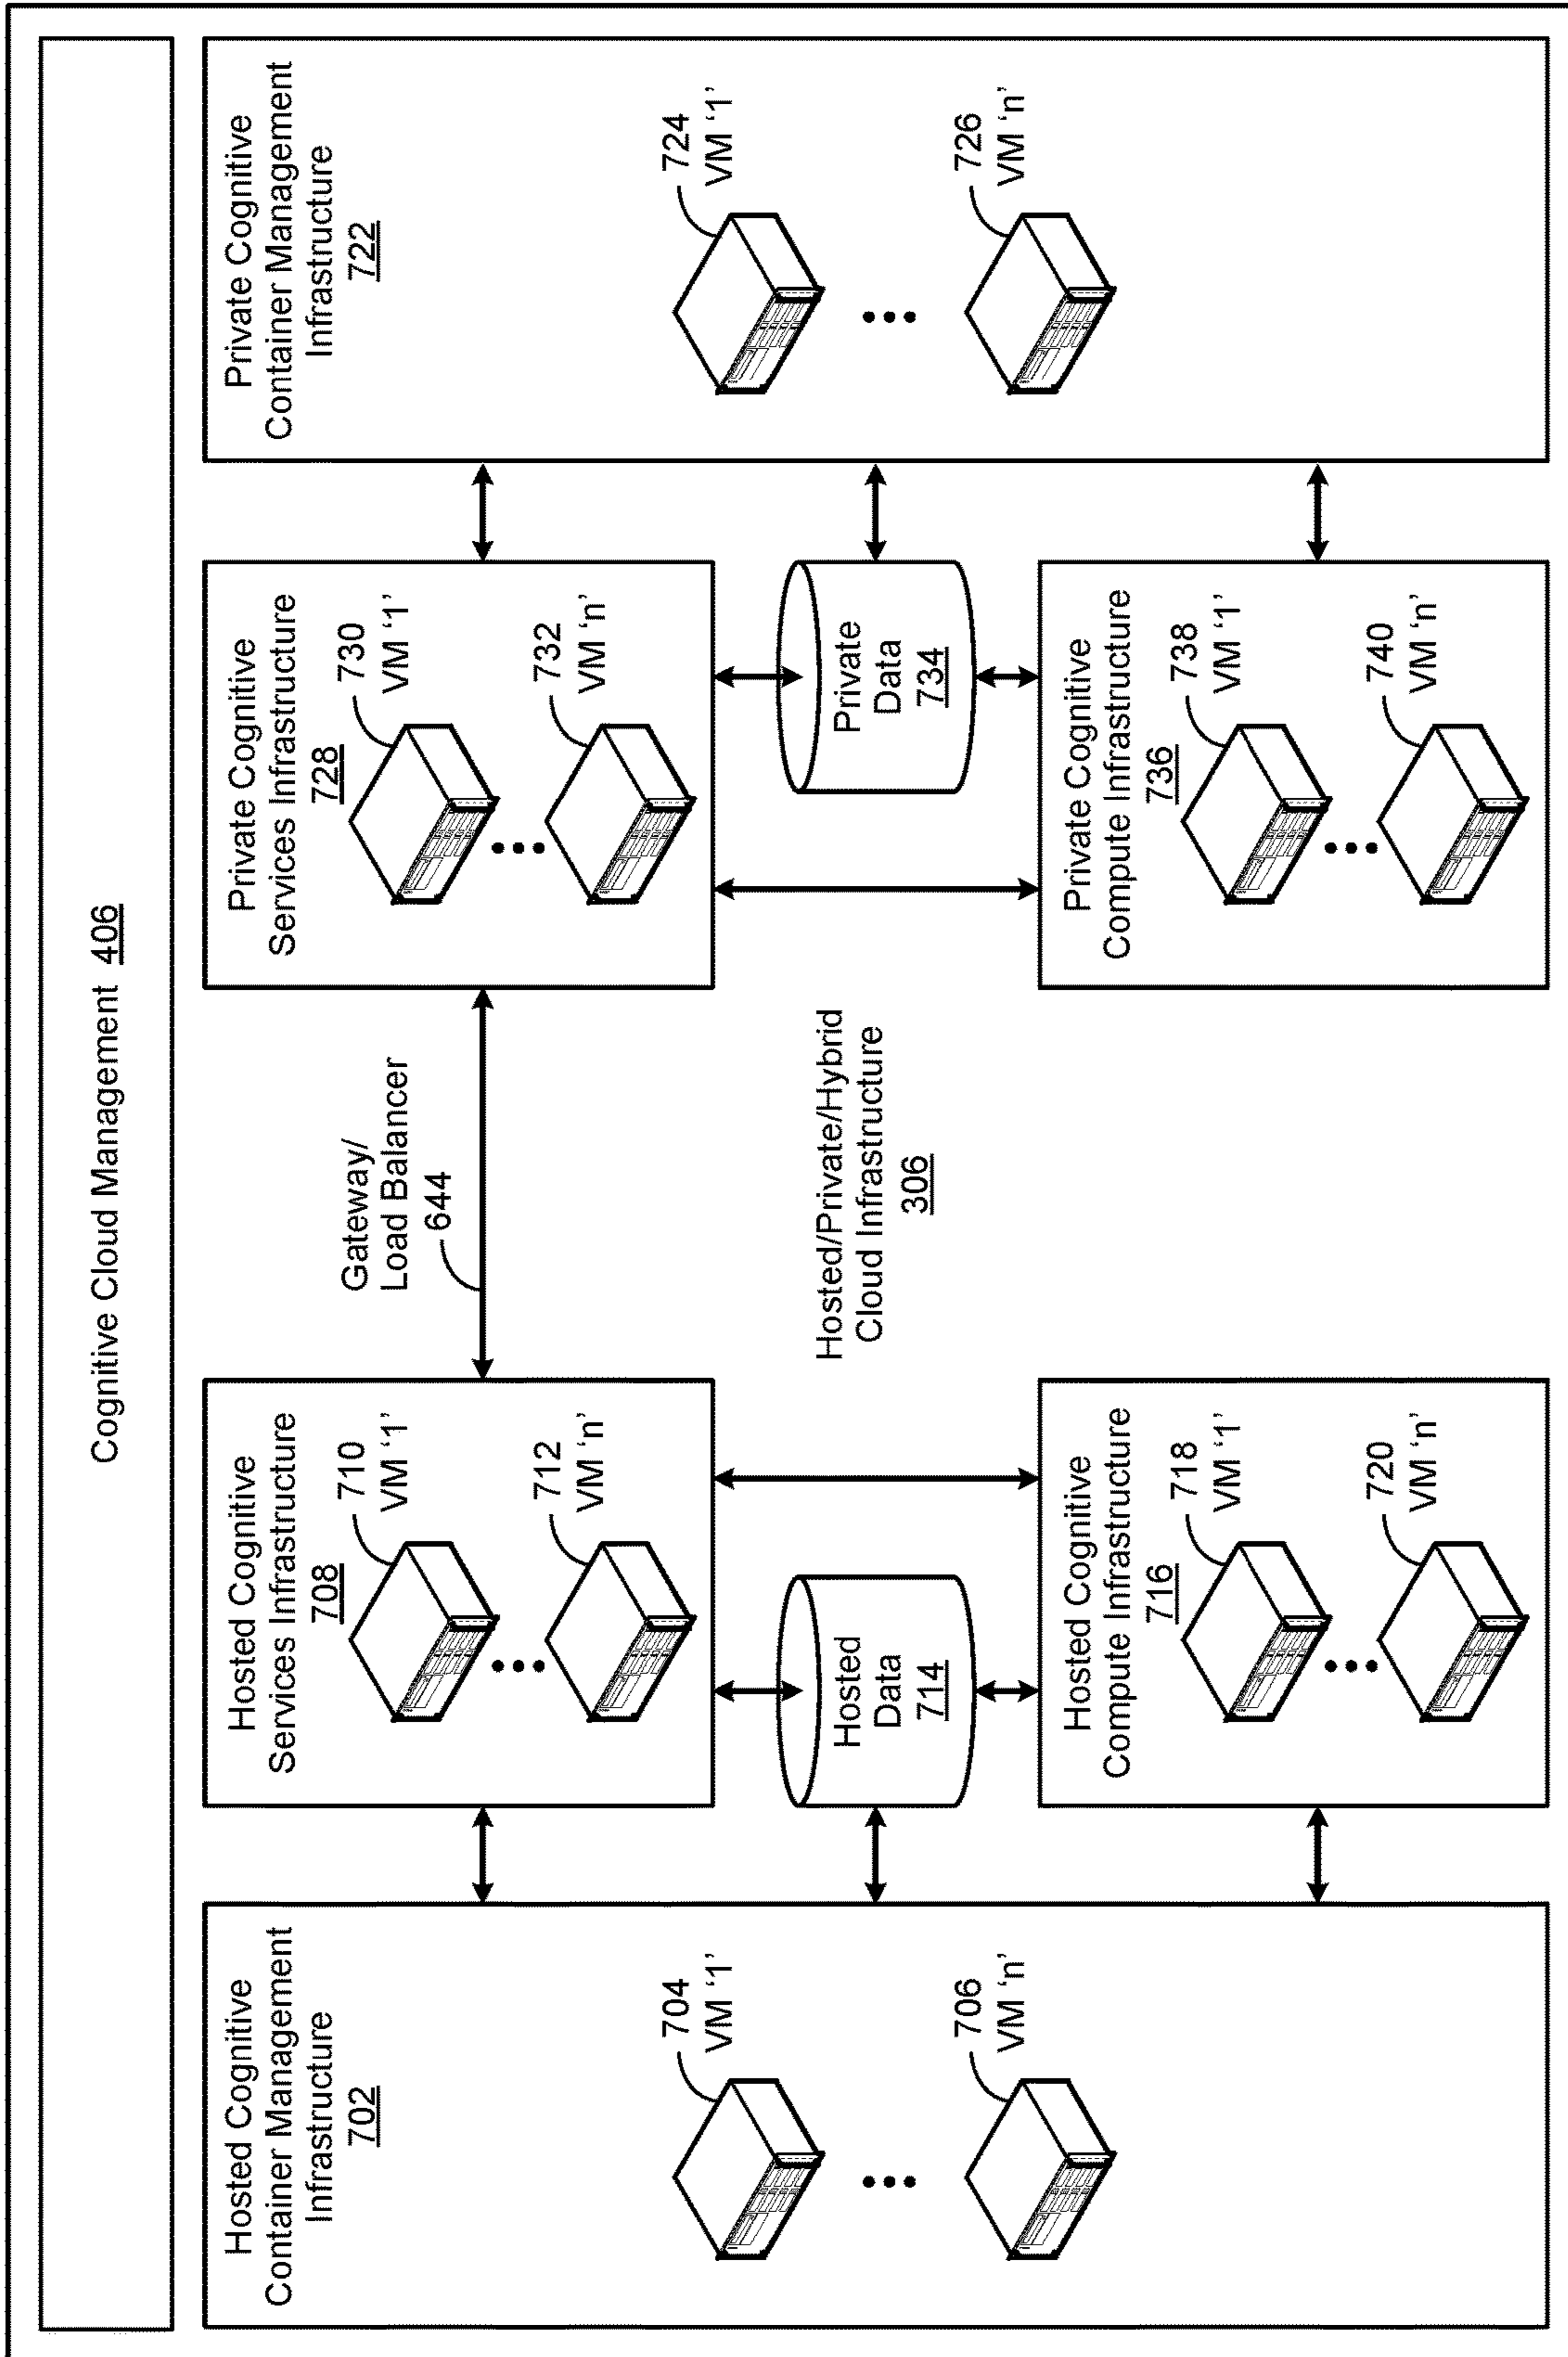 Cognitive Cloud Management 406
Hosted Cognitive
Container Management
Infrastructure
702
704
VM ‘1’
706
VM ‘n’
Hosted Cognitive
Services Infrastructure
708
710
VM ‘1’
712
VM ‘n’
Hosted
Data
714
Hosted Cognitive
Compute Infrastructure
716
718
VM ‘1’
720
VM ‘n’
Gateway/
Load Balancer
644
Hosted/Private/Hybrid
Cloud Infrastructure
306
Private Cognitive
Services Infrastructure
728
730
VM ‘1’
732
VM ‘n’
Private
Data
734
Private Cognitive
Compute Infrastructure
736
738
VM ‘1’
740
VM ‘n’
Private Cognitive
Container Management
Infrastructure
722
724
VM ‘1’
726
VM ‘n’